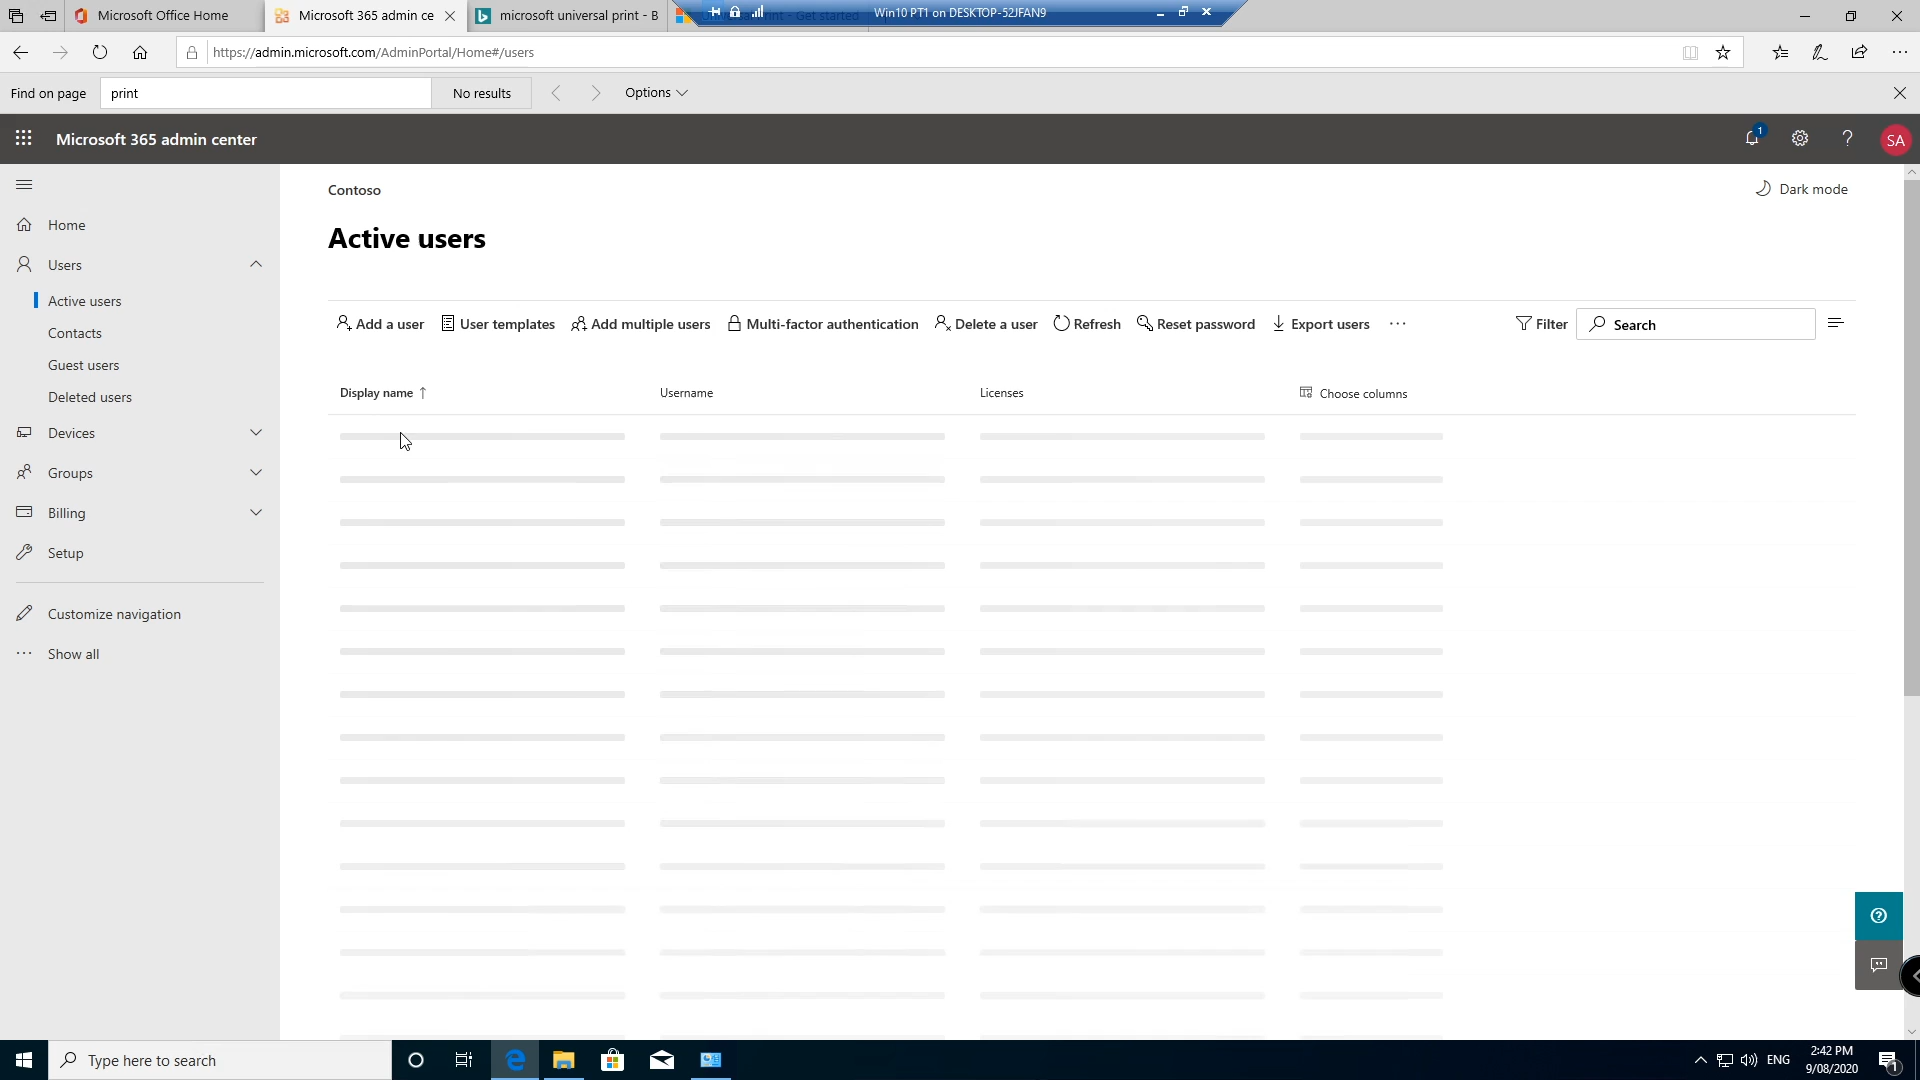 Microsoft Office Home
Microsoft 365 admin ce
microsoft universal print - B
Win10 PT1 on DESKTOP-52JFAN9
https://admin.microsoft.com/AdminPortal/Home#/users
Find on page
print
No results
Options
Microsoft 365 admin center
1
SA
Contoso
Dark mode
Home
Active users
Users
Active users
Add a user
User templates
Add multiple users
Multi-factor authentication
Delete a user
Refresh
Reset password
Export users
Filter
Search
Contacts
Guest users
Deleted users
Display name
Username
Licenses
Choose columns
Devices
Groups
Billing
Setup
Customize navigation
Show all
Type here to search
ENG
2:42 PM
9/08/2020
1